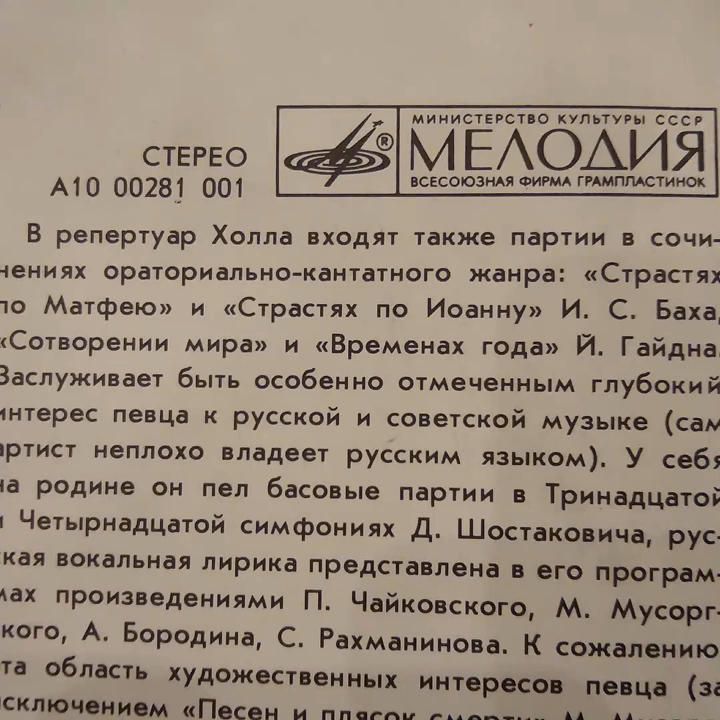 МИНИСТЕРСТВО КУЛЬТУРЫ СССР
СТЕРЕО
МЕЛОДИЯ
®
А10 00281 001
ВСЕСОЮЗНАЯ ФИРМА ГРАМПЛАСТИНОК
В репертуар Холла входят также партии в сочи-
нениях ораториально-кантатного жанра: «Страстях
по Матфею» и «Страстях по Иоанну» И. С. Баха,
«Сотворении мира» и «Временах года» Й. Гайдна.
Заслуживает быть особенно отмеченным глубокий
интерес певца к русской и советской музыке (сам
артист неплохо владеет русским языком). У себя
на родине он пел басовые партии в Тринадцатой
и Четырнадцатой симфониях Д. Шостаковича, рус-
ская вокальная лирика представлена в его програм-
мах произведениями П. Чайковского, М. Мусорг-
ского, А. Бородина, С. Рахманинова. К сожалению,
эта область художественных интересов певца (за
исключением «Песен и плясок смерти» М.